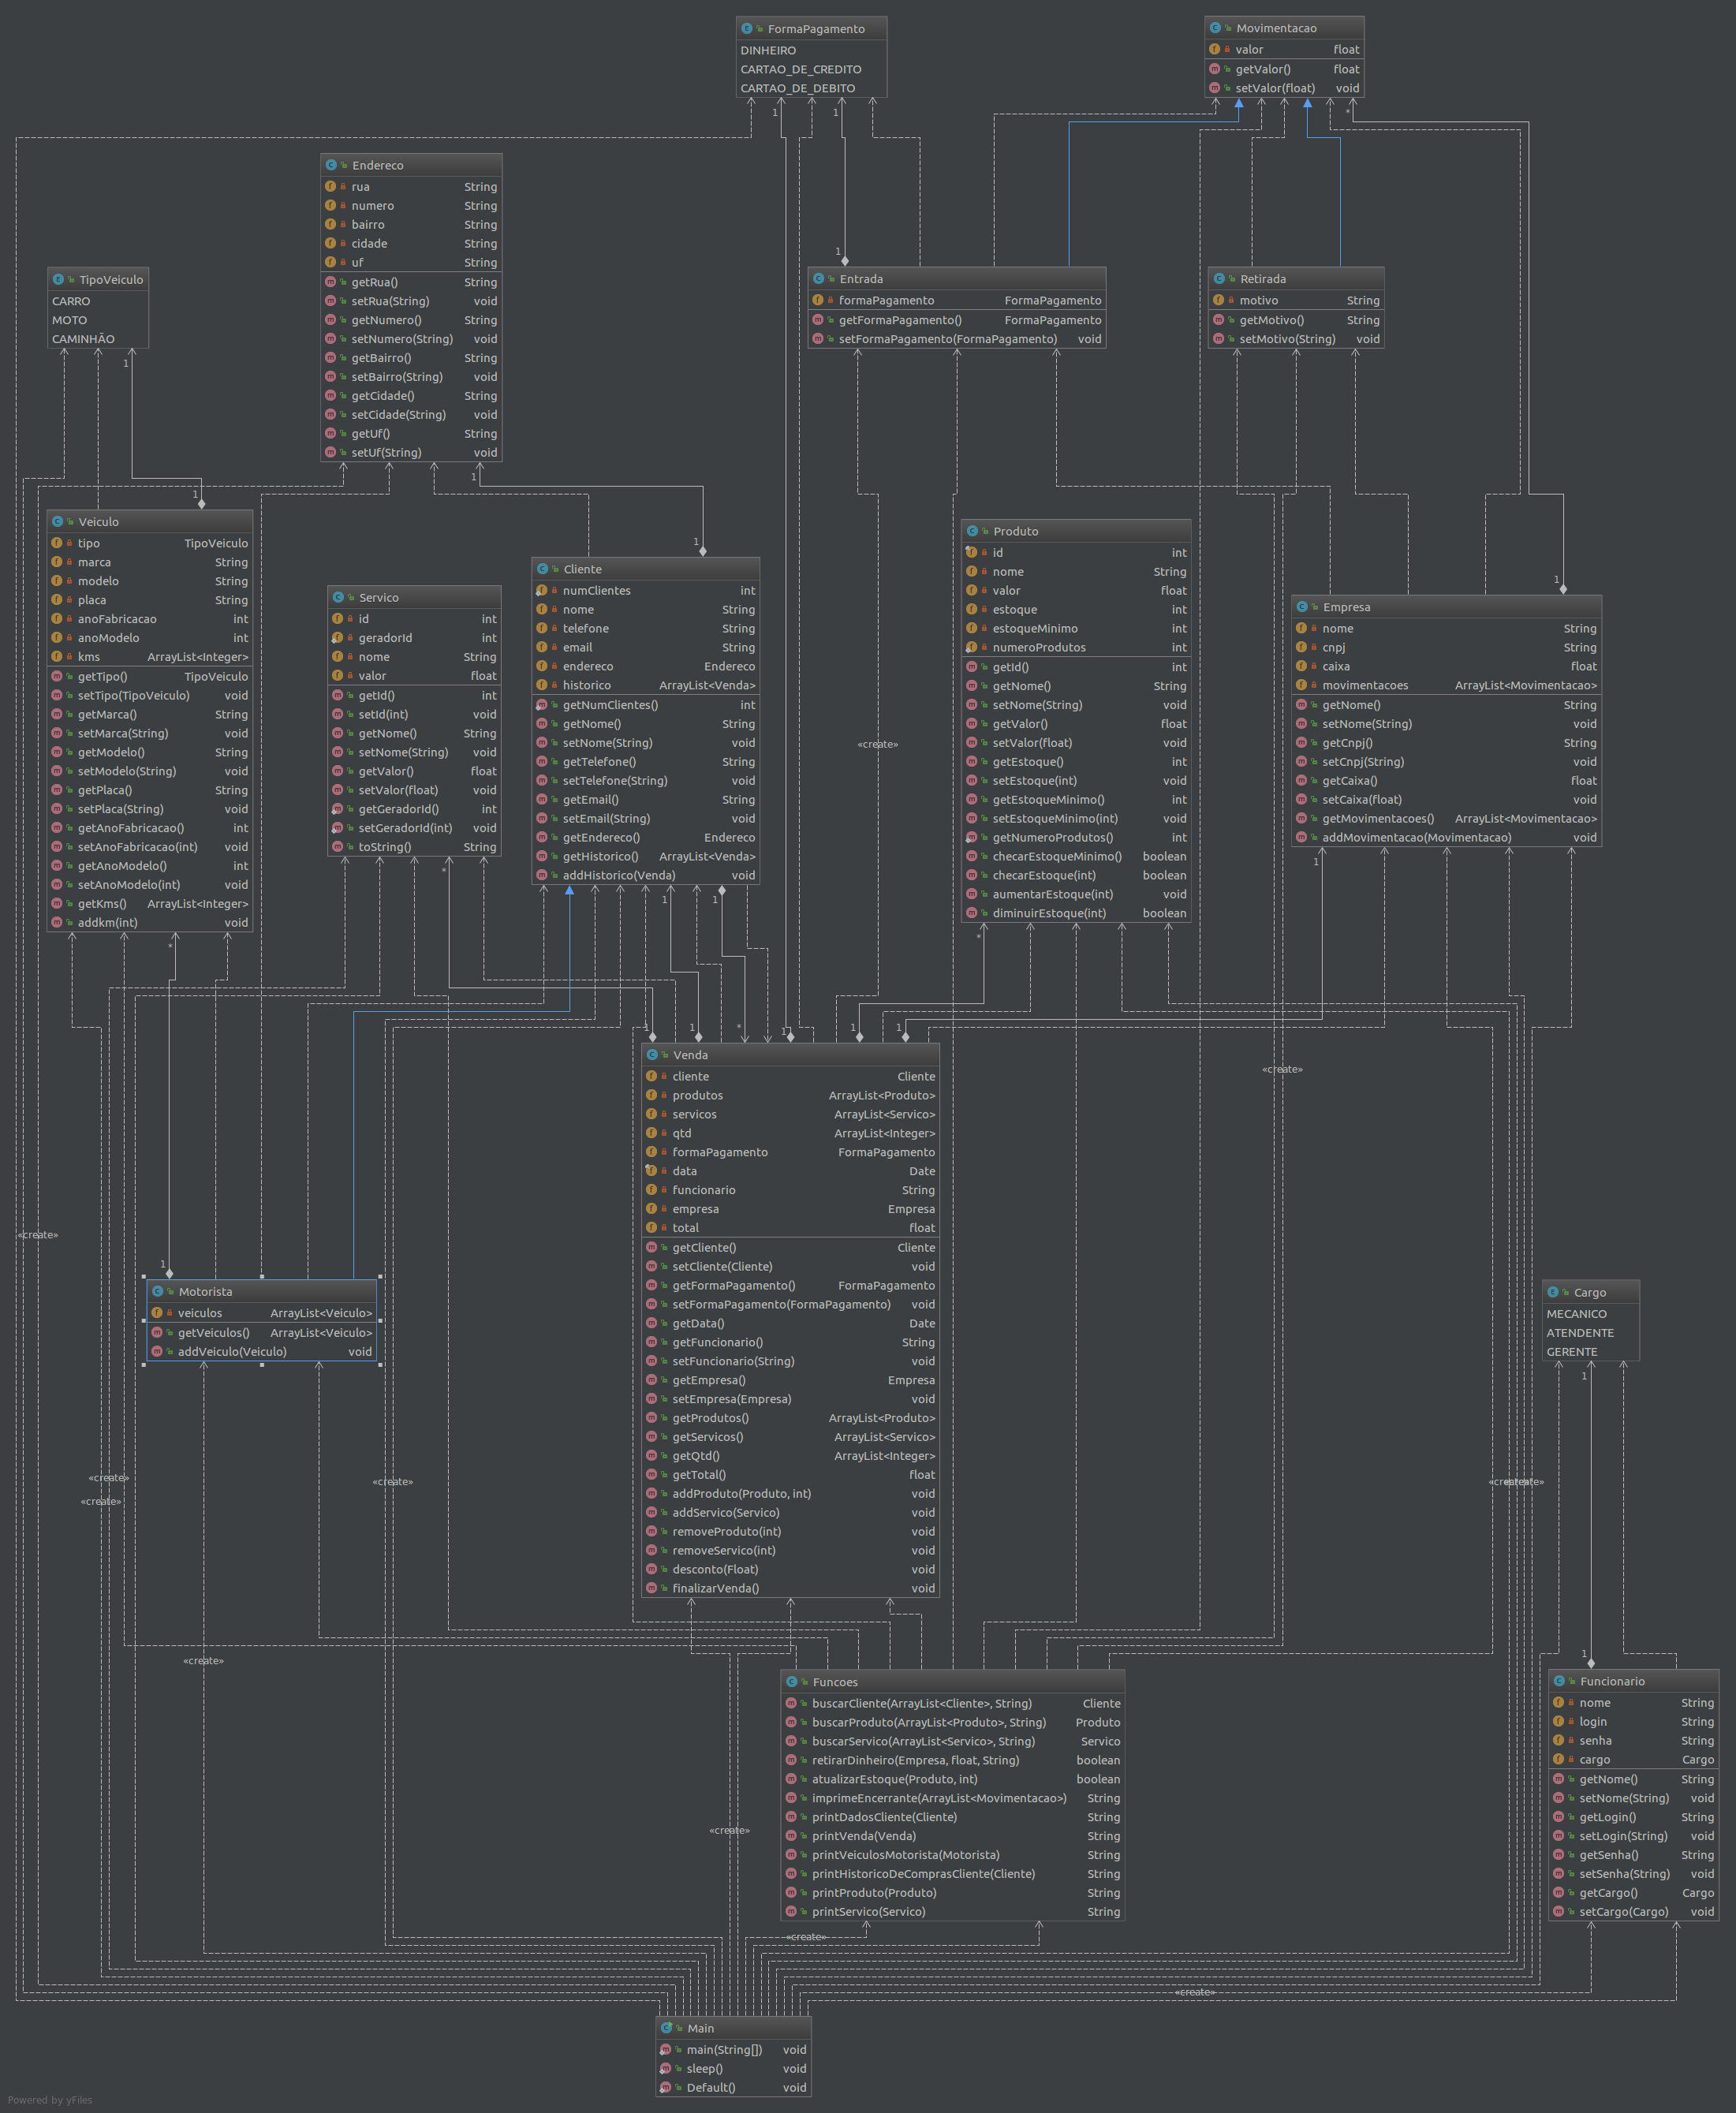 FormaPagamento
DINHEIRO
CARTAO_DE_CREDITO
CARTAO_DE_DEBITO
Movimentacao
valor float
getValor() float
setValor(float) void
1
1
*
Endereco
rua String
numero String
bairro String
cidade String
uf String
getRua() String
setRua(String) void
getNumero() String
setNumero(String) void
getBairro() String
setBairro(String) void
getCidade() String
setCidade(String) void
getUf() String
setUf(String) void
TipoVeiculo
CARRO
MOTO
CAMINHÃO
1
1
Entrada
formaPagamento FormaPagamento
getFormaPagamento() FormaPagamento
setFormaPagamento(FormaPagamento) void
Retirada
motivo String
getMotivo() String
setMotivo(String) void
1
1
Veiculo
tipo TipoVeiculo
marca String
modelo String
placa String
anoFabricacao int
anoModelo int
kms ArrayList<Integer>
getTipo() TipoVeiculo
setTipo(TipoVeiculo) void
getMarca() String
setMarca(String) void
getModelo() String
setModelo(String) void
getPlaca() String
setPlaca(String) void
getAnoFabricacao() int
setAnoFabricacao(int) void
getAnoModelo() int
setAnoModelo(int) void
getKms() ArrayList<Integer>
addkm(int) void
*
Servico
id int
geradorId int
nome String
valor float
getId() int
setId(int) void
getNome() String
setNome(String) void
getValor() float
setValor(float) void
getGeradorId() int
setGeradorId(int) void
toString() String
*
1
Cliente
numClientes int
nome String
telefone String
email String
endereco Endereco
historico ArrayList<Venda>
getNumClientes() int
getNome() String
setNome(String) void
getTelefone() String
setTelefone(String) void
getEmail() String
setEmail(String) void
getEndereco() Endereco
getHistorico() ArrayList<Venda>
addHistorico(Venda) void
1
1
«create»
Produto
id int
nome String
valor float
estoque int
estoqueMinimo int
numeroProdutos int
getId() int
getNome() String
setNome(String) void
getValor() float
setValor(float) void
getEstoque() int
setEstoque(int) void
getEstoqueMinimo() int
setEstoqueMinimo(int) void
getNumeroProdutos() int
checarEstoqueMinimo() boolean
checarEstoque(int) boolean
aumentarEstoque(int) void
diminuirEstoque(int) boolean
*
1
Empresa
nome String
cnpj String
caixa float
movimentacoes ArrayList<Movimentacao>
getNome() String
setNome(String) void
getCnpj() String
setCnpj(String) void
getCaixa() float
setCaixa(float) void
getMovimentacoes() ArrayList<Movimentacao>
addMovimentacao(Movimentacao) void
1
1
1
*
1
1
1
Venda
cliente Cliente
produtos ArrayList<Produto>
servicos ArrayList<Servico>
qtd ArrayList<Integer>
formaPagamento FormaPagamento
data Date
funcionario String
empresa Empresa
total float
getCliente() Cliente
setCliente(Cliente) void
getFormaPagamento() FormaPagamento
setFormaPagamento(FormaPagamento) void
getData() Date
getFuncionario() String
setFuncionario(String) void
getEmpresa() Empresa
setEmpresa(Empresa) void
getProdutos() ArrayList<Produto>
getServicos() ArrayList<Servico>
getQtd() ArrayList<Integer>
getTotal() float
addProduto(Produto, int) void
addServico(Servico) void
removeProduto(int) void
removeServico(int) void
desconto(Float) void
finalizarVenda() void
«create»
«create»
1
Motorista
veiculos ArrayList<Veiculo>
getVeiculos() ArrayList<Veiculo>
addVeiculo(Veiculo) void
Cargo
MECANICO
ATENDENTE
GERENTE
1
«create»
«create»
«create»
«create»
1
Funcoes
buscarCliente(ArrayList<Cliente>, String) Cliente
buscarProduto(ArrayList<Produto>, String) Produto
buscarServico(ArrayList<Servico>, String) Servico
retirarDinheiro(Empresa, float, String) boolean
atualizarEstoque(Produto, int) boolean
imprimeEncerrante(ArrayList<Movimentacao>) String
printDadosCliente(Cliente) String
printVenda(Venda) String
printVeiculosMotorista(Motorista) String
printHistoricoDeComprasCliente(Cliente) String
printProduto(Produto) String
printServico(Servico) String
Funcionario
nome String
login String
senha String
cargo Cargo
getNome() String
setNome(String) void
getLogin() String
setLogin(String) void
getSenha() String
setSenha(String) void
getCargo() Cargo
setCargo(Cargo) void
«create»
«create»
«create»
Main
main(String[]) void
sleep() void
Default() void
Powered by yFiles